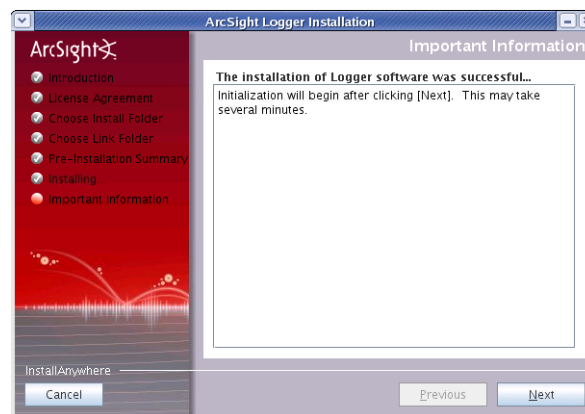 ArcSight Logger Installation
ArcSight
Important Information
Introduction
License Agreement
Choose Install Folder
Choose Link Folder
Pre-Installation Summary
Installing
Important Information
The installation of Logger software was successful...
Initialization will begin after clicking [Next]. This may take
several minutes.
InstallAnywhere
Cancel
Previous
Next